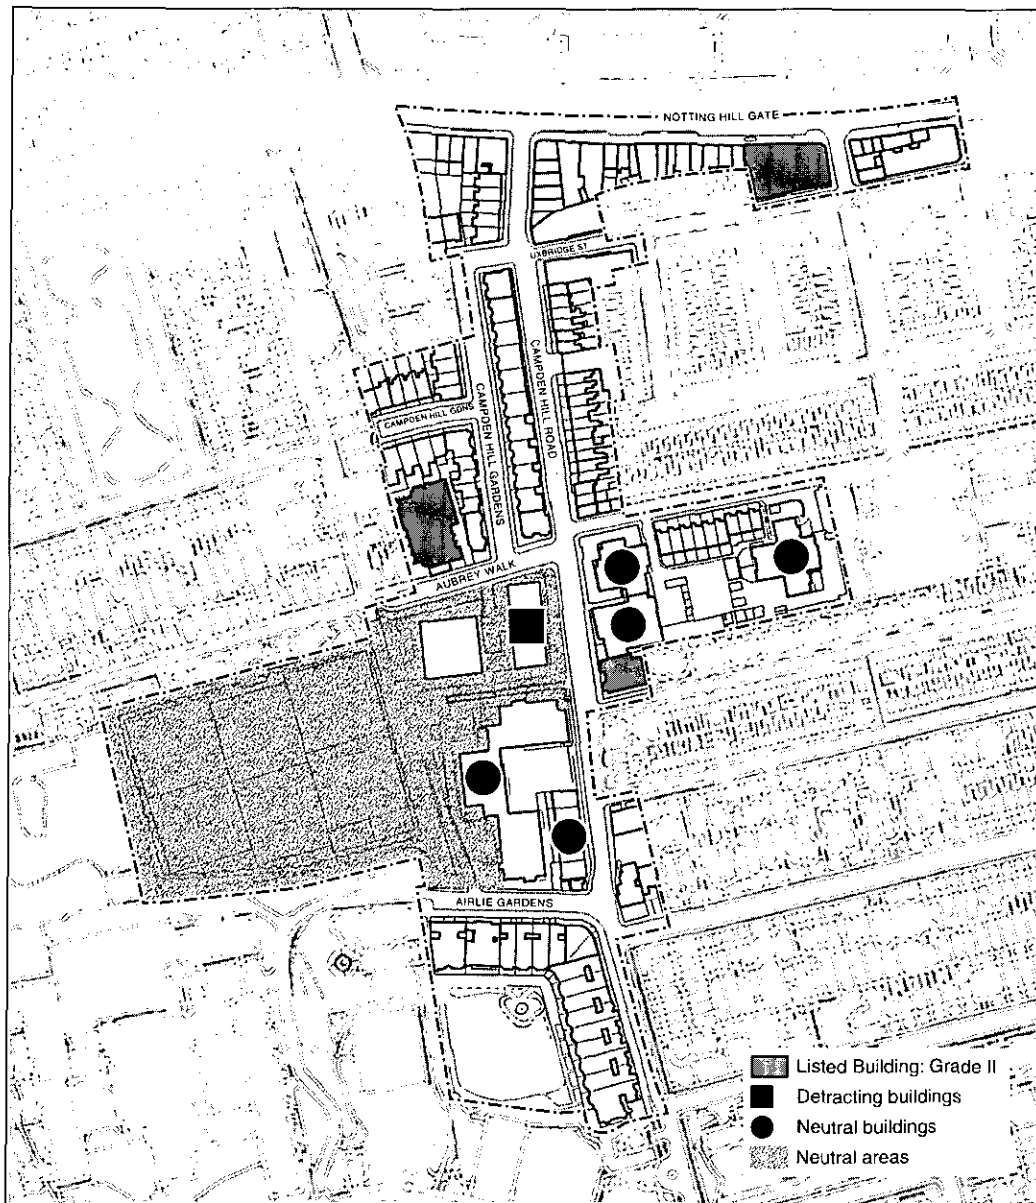 NOTTING HILL GATE
UXBRIDGE ST
CAMPDEN HILL ROAD
CAMPDEN HILL GDNS
CAMPDEN HILL GARDENS
AUBREY WALK
AIRLIE GARDENS
Listed Building: Grade II
Detracting buildings
Neutral buildings
Neutral areas